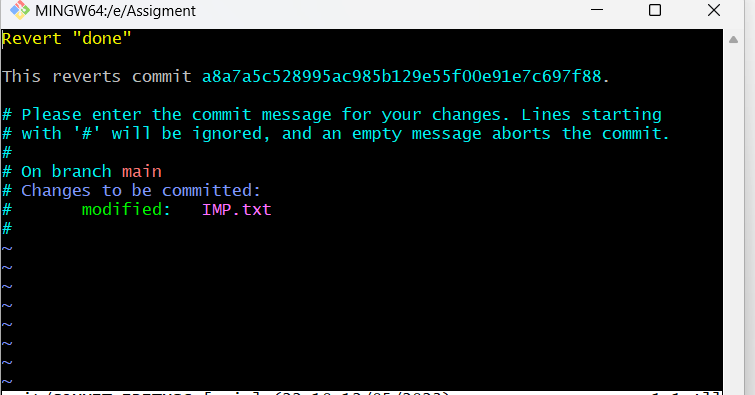 MINGW64:/e/Assigment
Revert "done"
This reverts commit a8a7a5c528995ac985b129e55f00e91e7c697f88.
# Please enter the commit message for your changes. Lines starting
# with '#' will be ignored, and an empty message aborts the commit.
#
# On branch main
# Changes to be committed:
#       modified:   IMP.txt
#
~
~
~
~
~
~
~
~